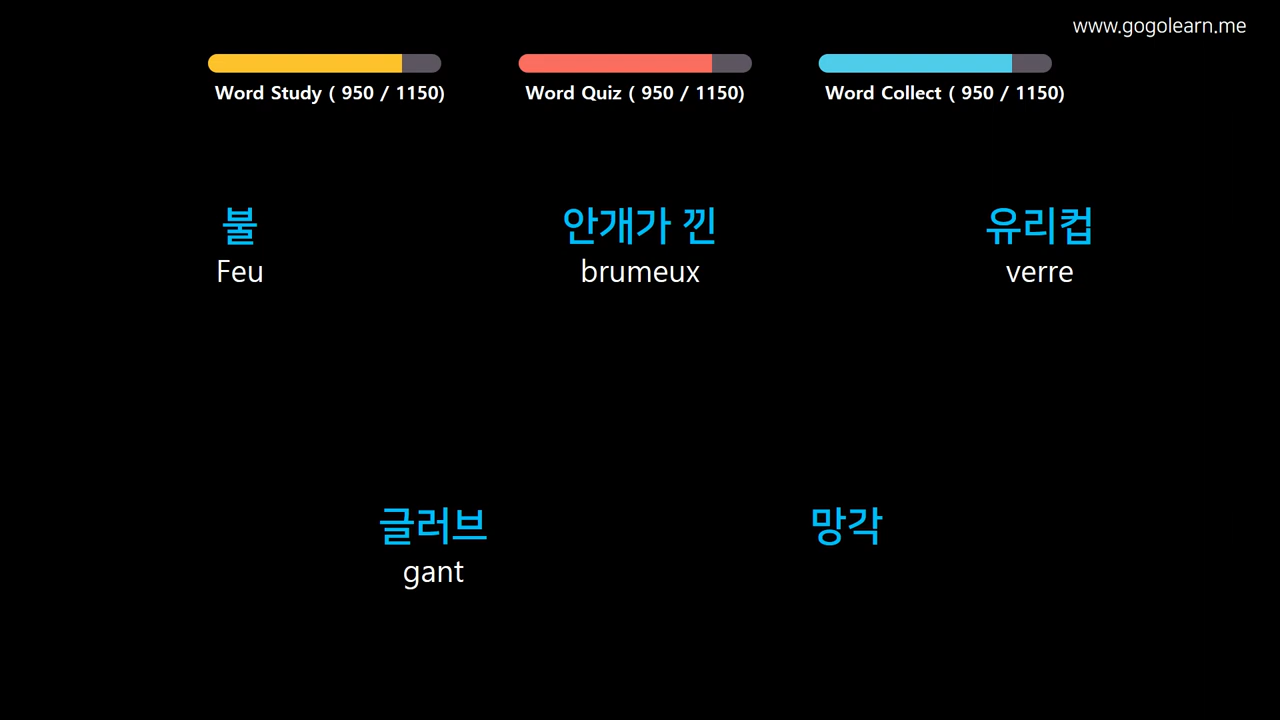 www.gogolearn.me
Word Study ( 950 / 1150)
Word Quiz ( 950 / 1150)
Word Collect ( 950 / 1150)
불
Feu
안개가 낀
brumeux
유리컵
verre
글러브
gant
망각